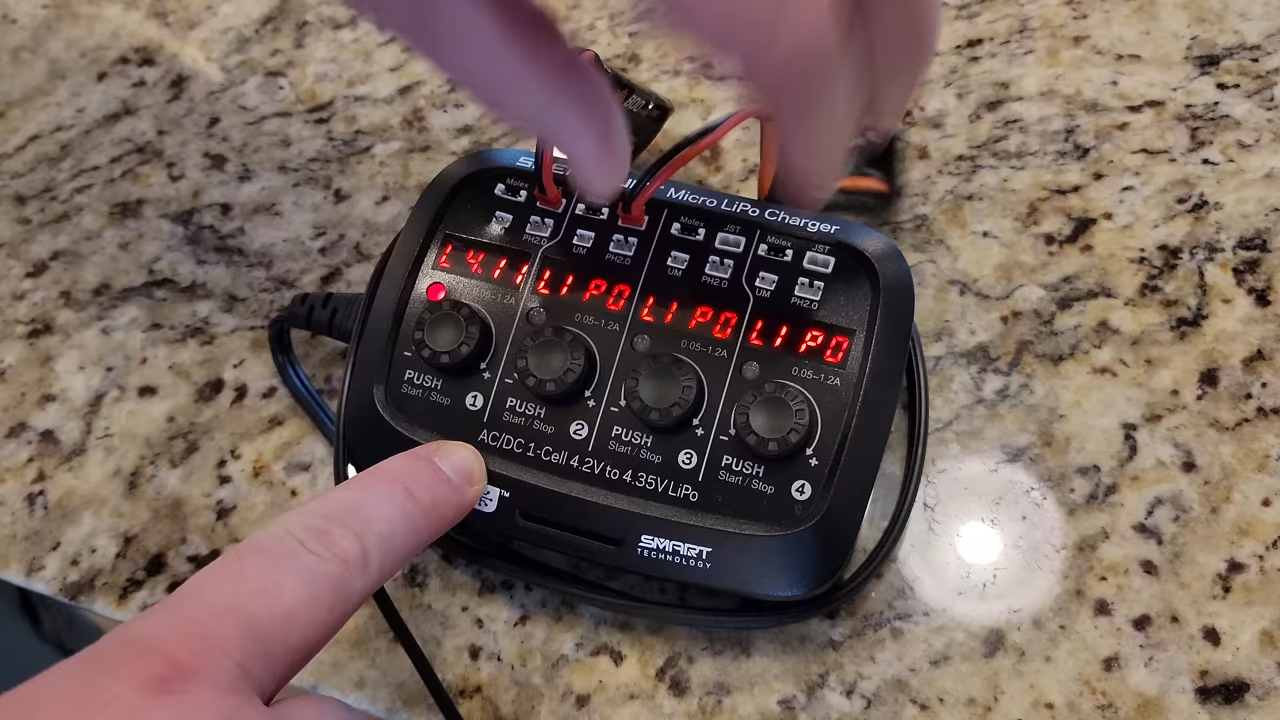 800
Micro LiPo Charger
Molex
PH2.0
UM
PH2.0
Molex
JST
UM
PH2.0
Molex
JST
UM
PH2.0
L4.11
LIPO
LIPO
LIPO
0.05–1.2A
0.05–1.2A
0.05–1.2A
- +
PUSH
Start / Stop
1
- +
PUSH
Start / Stop
2
- +
PUSH
Start / Stop
3
- +
PUSH
Start / Stop
4
AC/DC 1-Cell 4.2V to 4.35V LiPo
TM
SMART
TECHNOLOGY